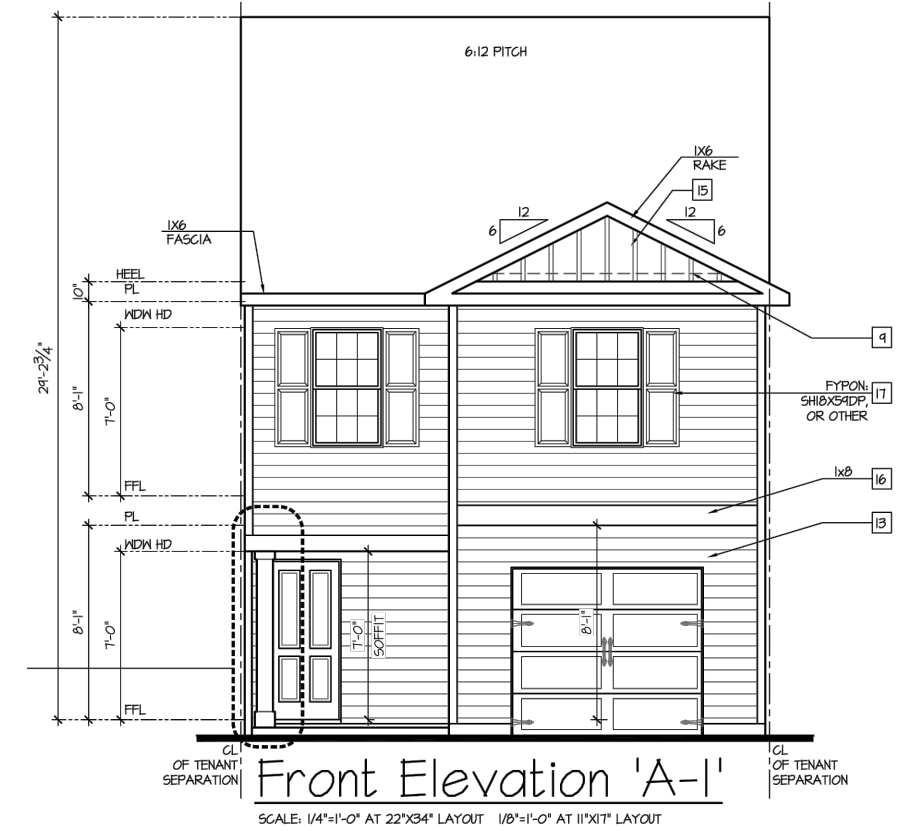 6:12 PITCH
1X6
RAKE
15
12
6
12
6
1X6
FASCIA
HEEL
10"
PL
WDW HD
9
29'-2¾"
8'-1"
7'-0"
FYPON:
SH18X59DP,
OR OTHER
17
FFL
1x8
16
PL
13
WDW HD
8'-1"
7'-0"
7'-0"
SOFFIT
8'-1"
FFL
CL
OF TENANT
SEPARATION
CL
OF TENANT
SEPARATION
Front Elevation 'A-1'
SCALE: 1/4"=1'-0" AT 22"X34" LAYOUT 1/8"=1'-0" AT 11"X17" LAYOUT